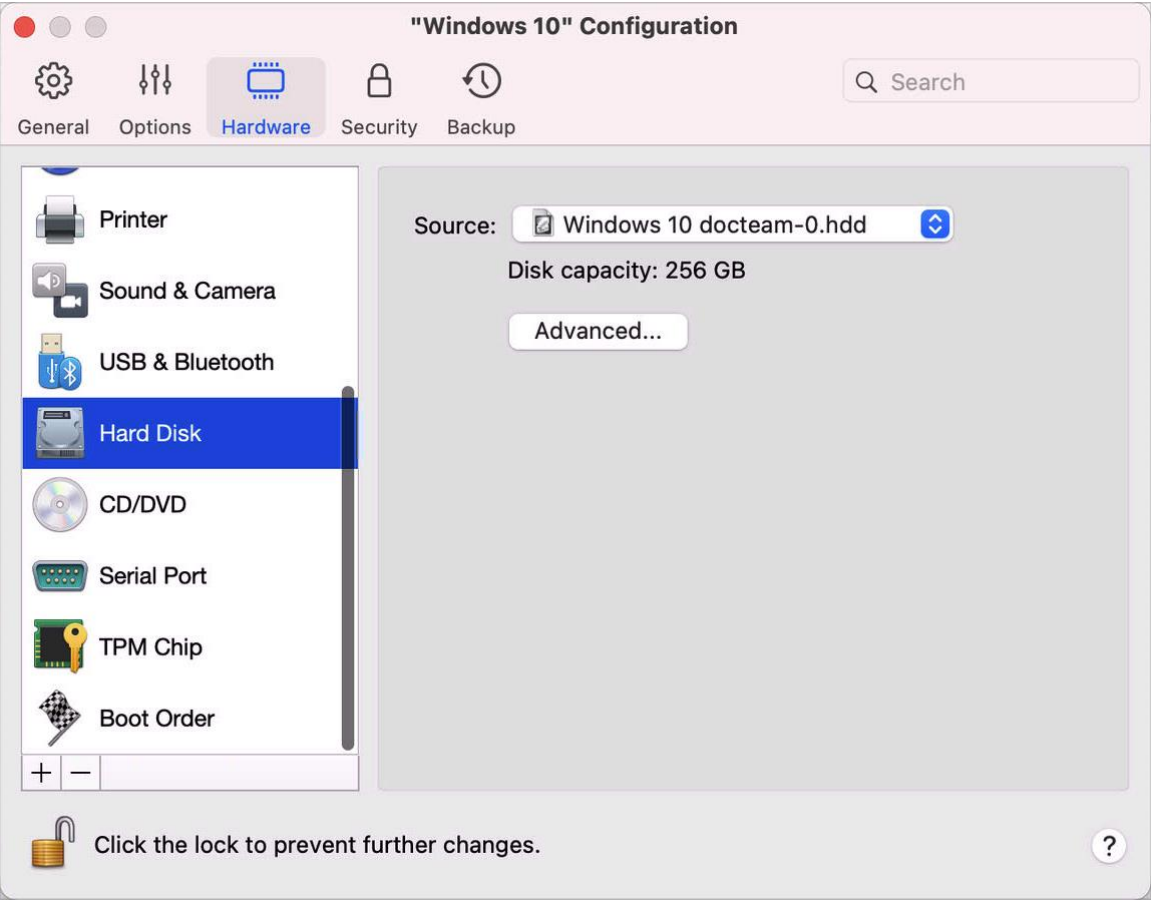 "Windows 10" Configuration
General Options Hardware Security Backup
Search
Printer
Sound & Camera
USB & Bluetooth
Hard Disk
CD/DVD
Serial Port
TPM Chip
Boot Order
+ −
Source: Windows 10 docteam-0.hdd
Disk capacity: 256 GB
Advanced...
Click the lock to prevent further changes.
?